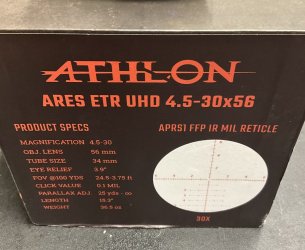 ATHLON
ARES ETR UHD 4.5-30x56
PRODUCT SPECS
APRS1 FFP IR MIL RETICLE
MAGNIFICATION 4.5-30
OBJ. LENS 56 mm
TUBE SIZE 34 mm
EYE RELIEF 3.9"
FOV @100 YDS 24.5-3.75 ft
CLICK VALUE 0.1 MIL
PARALLAX ADJ. 25 yds - ∞
LENGTH 15.3"
WEIGHT 36.5 oz
30X